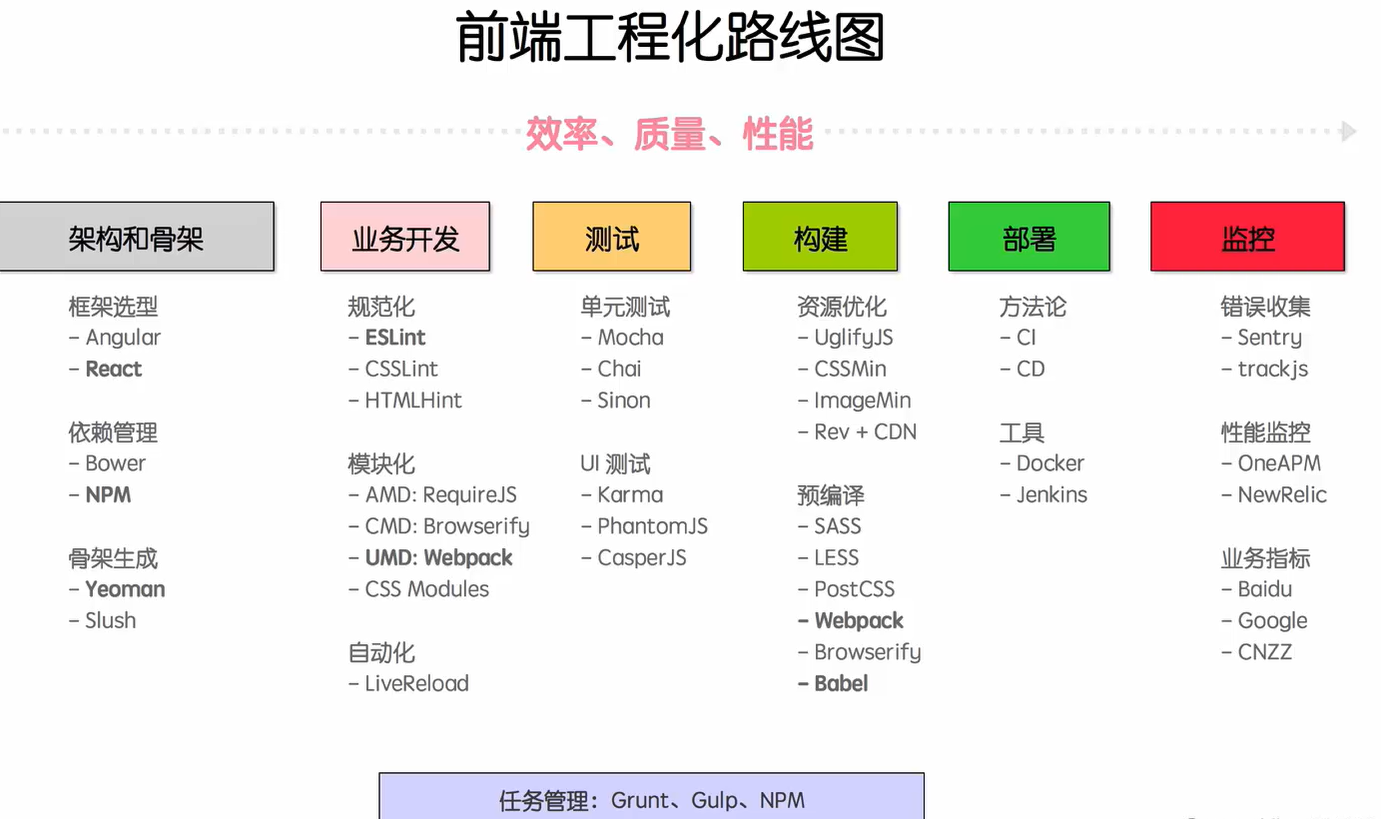 前端工程化路线图
效率、质量、性能
架构和骨架
框架选型
- Angular
- React
依赖管理
- Bower
- NPM
骨架生成
- Yeoman
- Slush
业务开发
规范化
- ESLint
- CSSLint
- HTMLHint
模块化
- AMD: RequireJS
- CMD: Browserify
- UMD: Webpack
- CSS Modules
自动化
- LiveReload
测试
单元测试
- Mocha
- Chai
- Sinon
UI 测试
- Karma
- PhantomJS
- CasperJS
构建
资源优化
- UglifyJS
- CSSMin
- ImageMin
- Rev + CDN
预编译
- SASS
- LESS
- PostCSS
- Webpack
- Browserify
- Babel
部署
方法论
- CI
- CD
工具
- Docker
- Jenkins
监控
错误收集
- Sentry
- trackjs
性能监控
- OneAPM
- NewRelic
业务指标
- Baidu
- Google
- CNZZ
任务管理：Grunt、Gulp、NPM